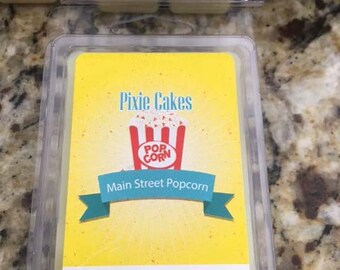 Pixie Cakes
POP
CORN
Main Street Popcorn